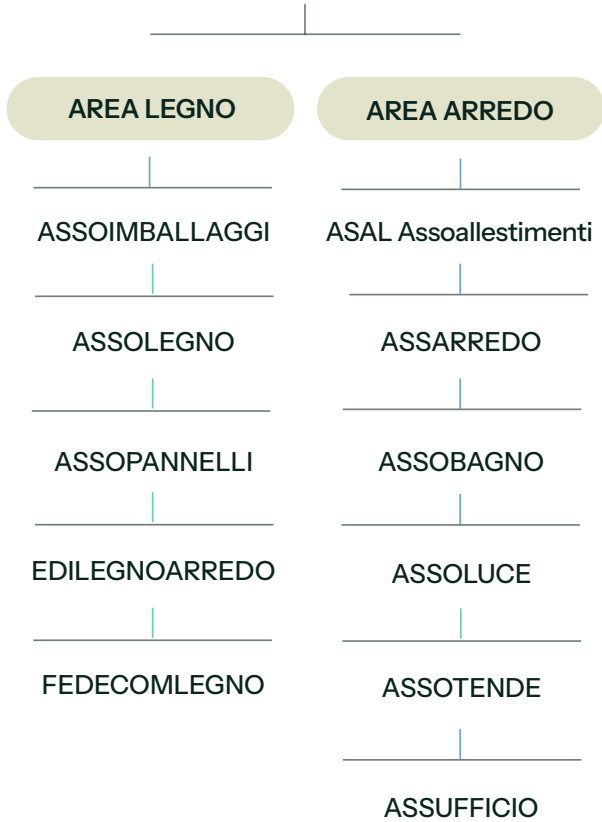 AREA LEGNO
ASSOIMBALLAGGI
ASSOLEGNO
ASSOPANNELLI
EDILEGNOARREDO
FEDECOMLEGNO
AREA ARREDO
ASAL Assoallestimenti
ASSARREDO
ASSOBAGNO
ASSOLUCE
ASSOTENDE
ASSUFFICIO